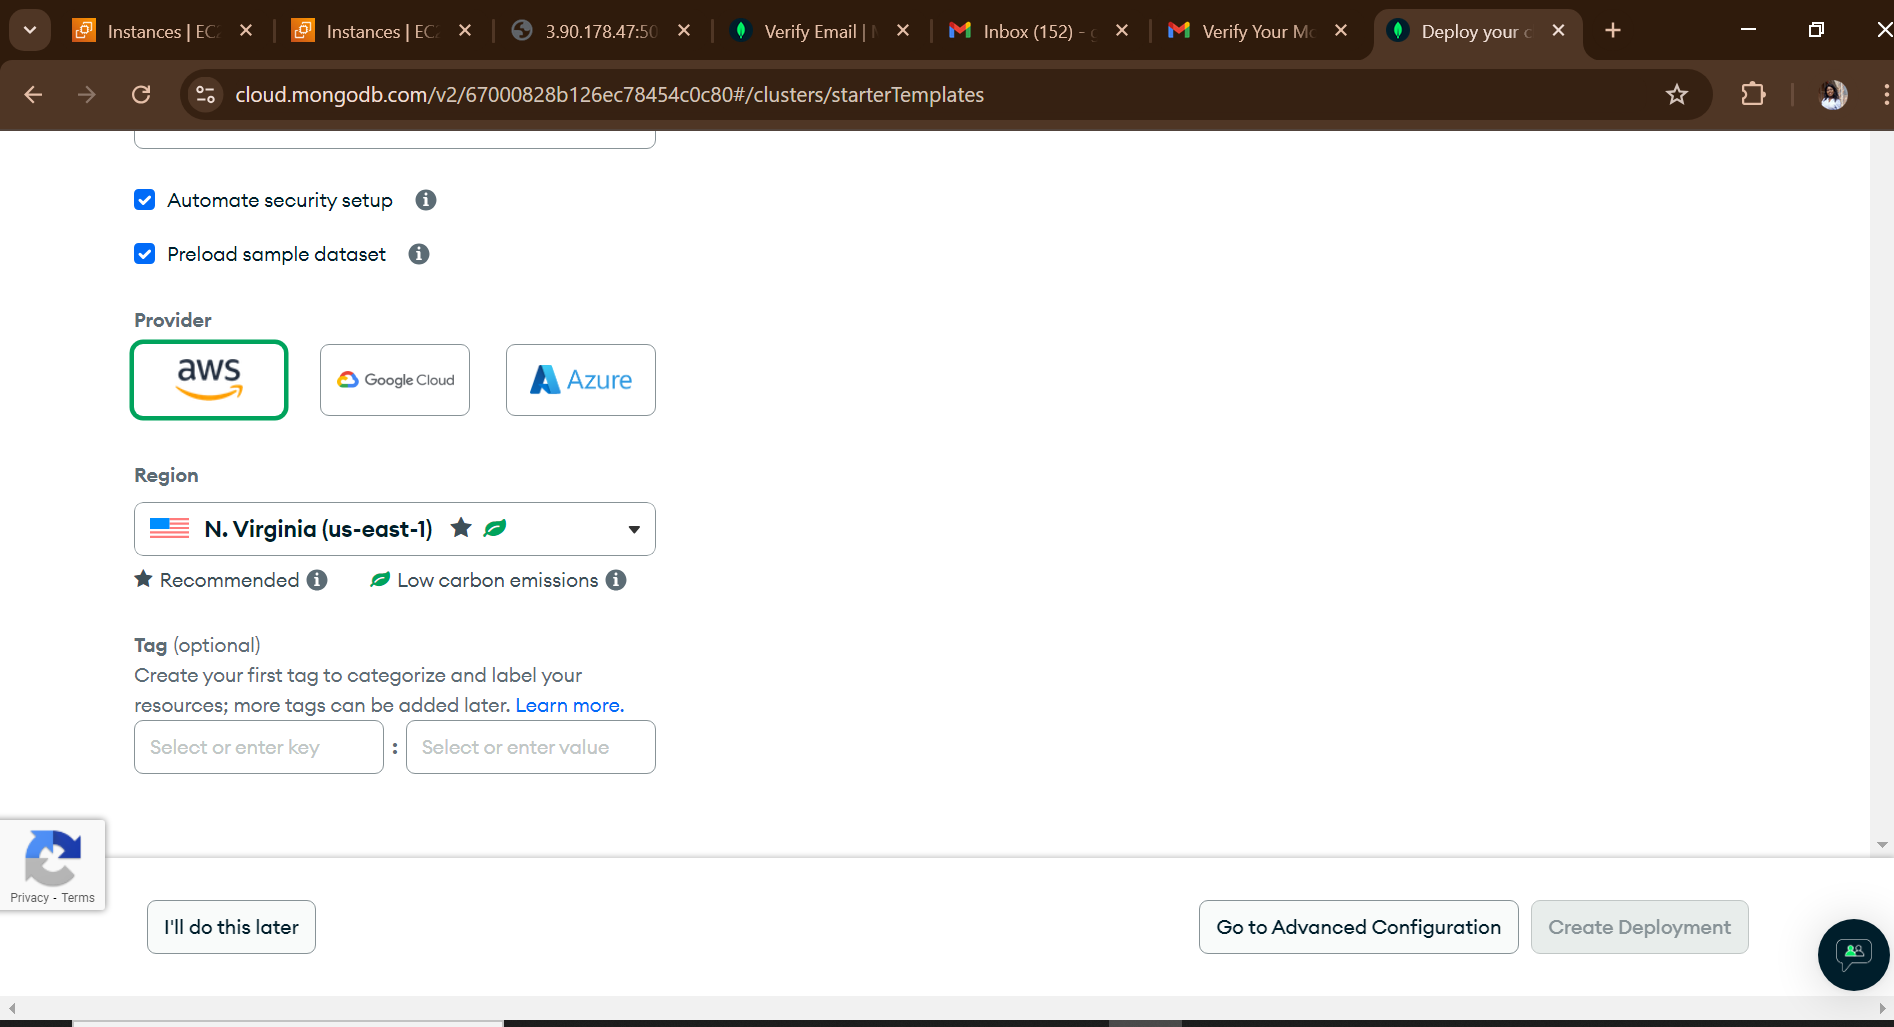 Instances | EC2
Instances | EC2
3.90.178.47:50
Verify Email |
Inbox (152) -
Verify Your Mo
Deploy your c
cloud.mongodb.com/v2/67000828b126ec78454c0c80#/clusters/starterTemplates
Automate security setup
Preload sample dataset
Provider
aws
Google Cloud
Azure
Region
N. Virginia (us-east-1)
Recommended
Low carbon emissions
Tag (optional)
Create your first tag to categorize and label your
resources; more tags can be added later. Learn more.
Select or enter key : Select or enter value
Privacy - Terms
I'll do this later
Go to Advanced Configuration
Create Deployment